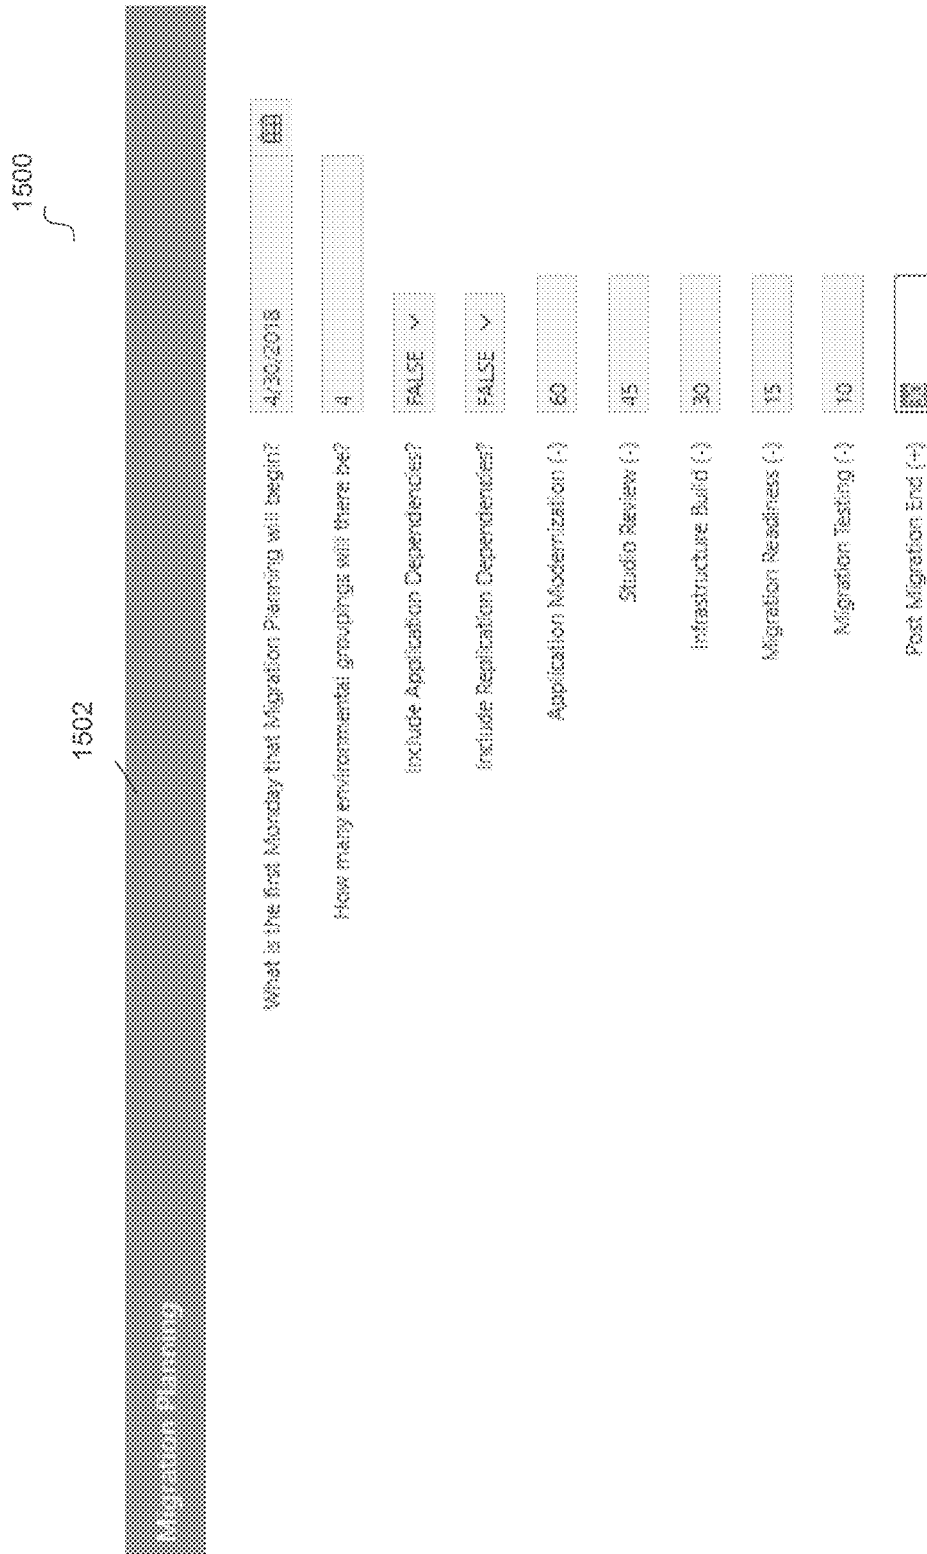 1500
1502
Migration Planning
What is the first Monday that Migration Planning will begin? 4/30/2018
How many environmental groupings will there be? 4
Include Application Dependencies? FALSE
Include Replication Dependencies? FALSE
Application Modernization (-) 60
Studio Review (-) 45
Infrastructure Build (-) 30
Migration Readiness (-) 15
Migration Testing (-) 10
Post Migration End (+)